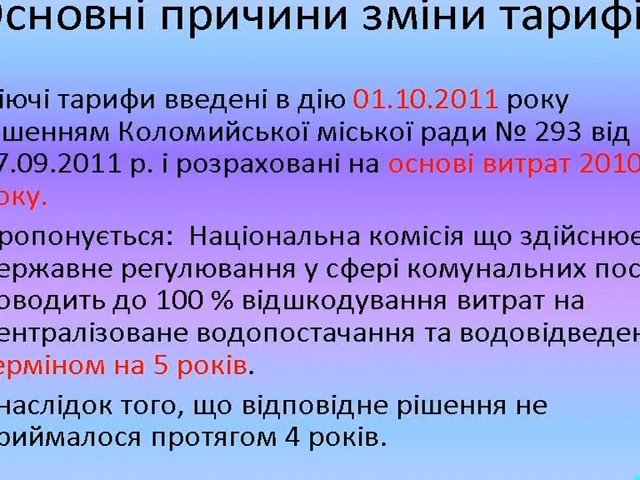 Основні причини зміни тарифі
іючі тарифи введені в дію 01.10.2011 року
ішенням Коломийської міської ради № 293 від
7.09.2011 р. і розраховані на основі витрат 2010
оку.
ропонується: Національна комісія що здійснює
ержавне регулювання у сфері комунальних пос
оводить до 100 % відшкодування витрат на
ентралізоване водопостачання та водовідведен
ерміном на 5 років.
наслідок того, що відповідне рішення не
риймалося протягом 4 років.